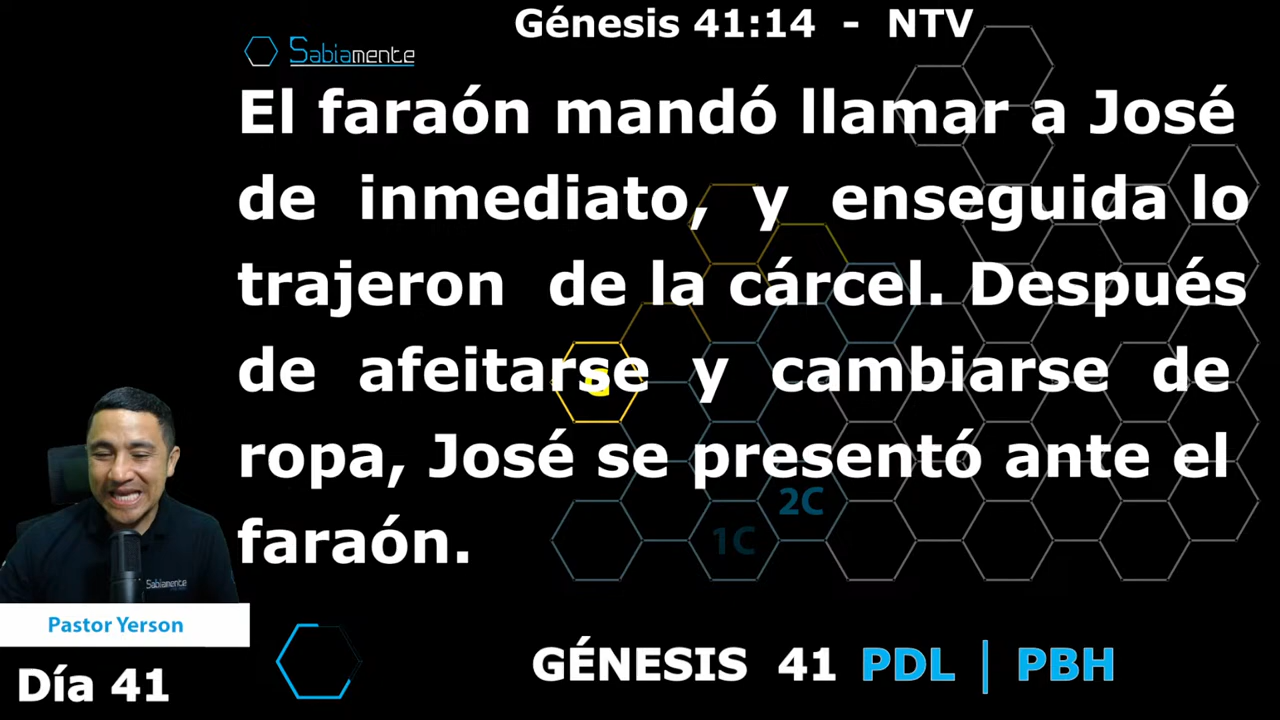 Génesis 41:14 - NTV
Sabiamente
El faraón mandó llamar a José
de inmediato, y enseguida lo
trajeron de la cárcel. Después
de afeitarse y cambiarse de
ropa, José se presentó ante el
faraón.
G
2C
1C
Sabiamente
Pastor Yerson
Día 41
GÉNESIS 41 PDL | PBH